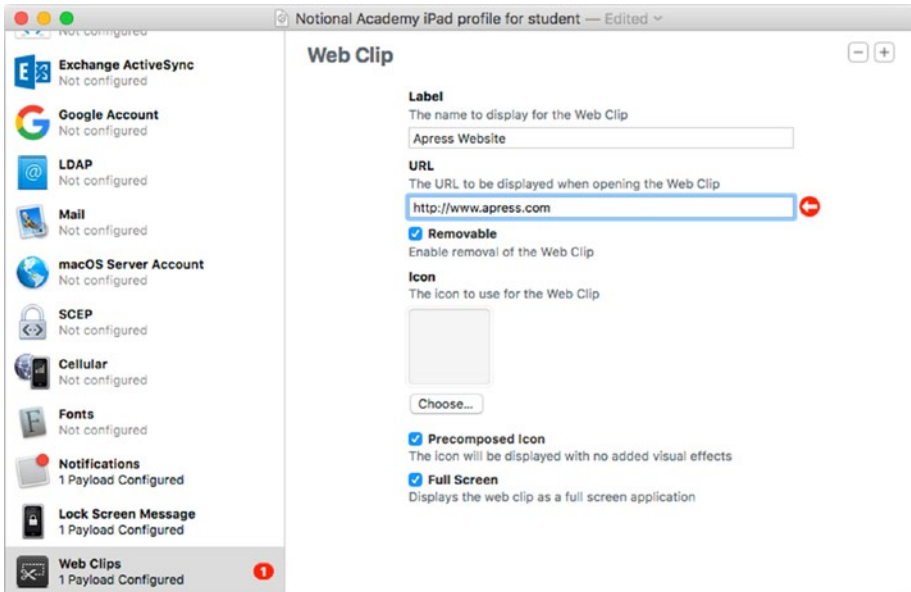 Notional Academy iPad profile for student — Edited
Not configured
Exchange ActiveSync
Not configured
Google Account
Not configured
LDAP
Not configured
Mail
Not configured
macOS Server Account
Not configured
SCEP
Not configured
Cellular
Not configured
Fonts
Not configured
Notifications
1 Payload Configured
Lock Screen Message
1 Payload Configured
Web Clips
1 Payload Configured
1
Web Clip
Label
The name to display for the Web Clip
Apress Website
URL
The URL to be displayed when opening the Web Clip
http://www.apress.com
Removable
Enable removal of the Web Clip
Icon
The icon to use for the Web Clip
Choose...
Precomposed Icon
The icon will be displayed with no added visual effects
Full Screen
Displays the web clip as a full screen application